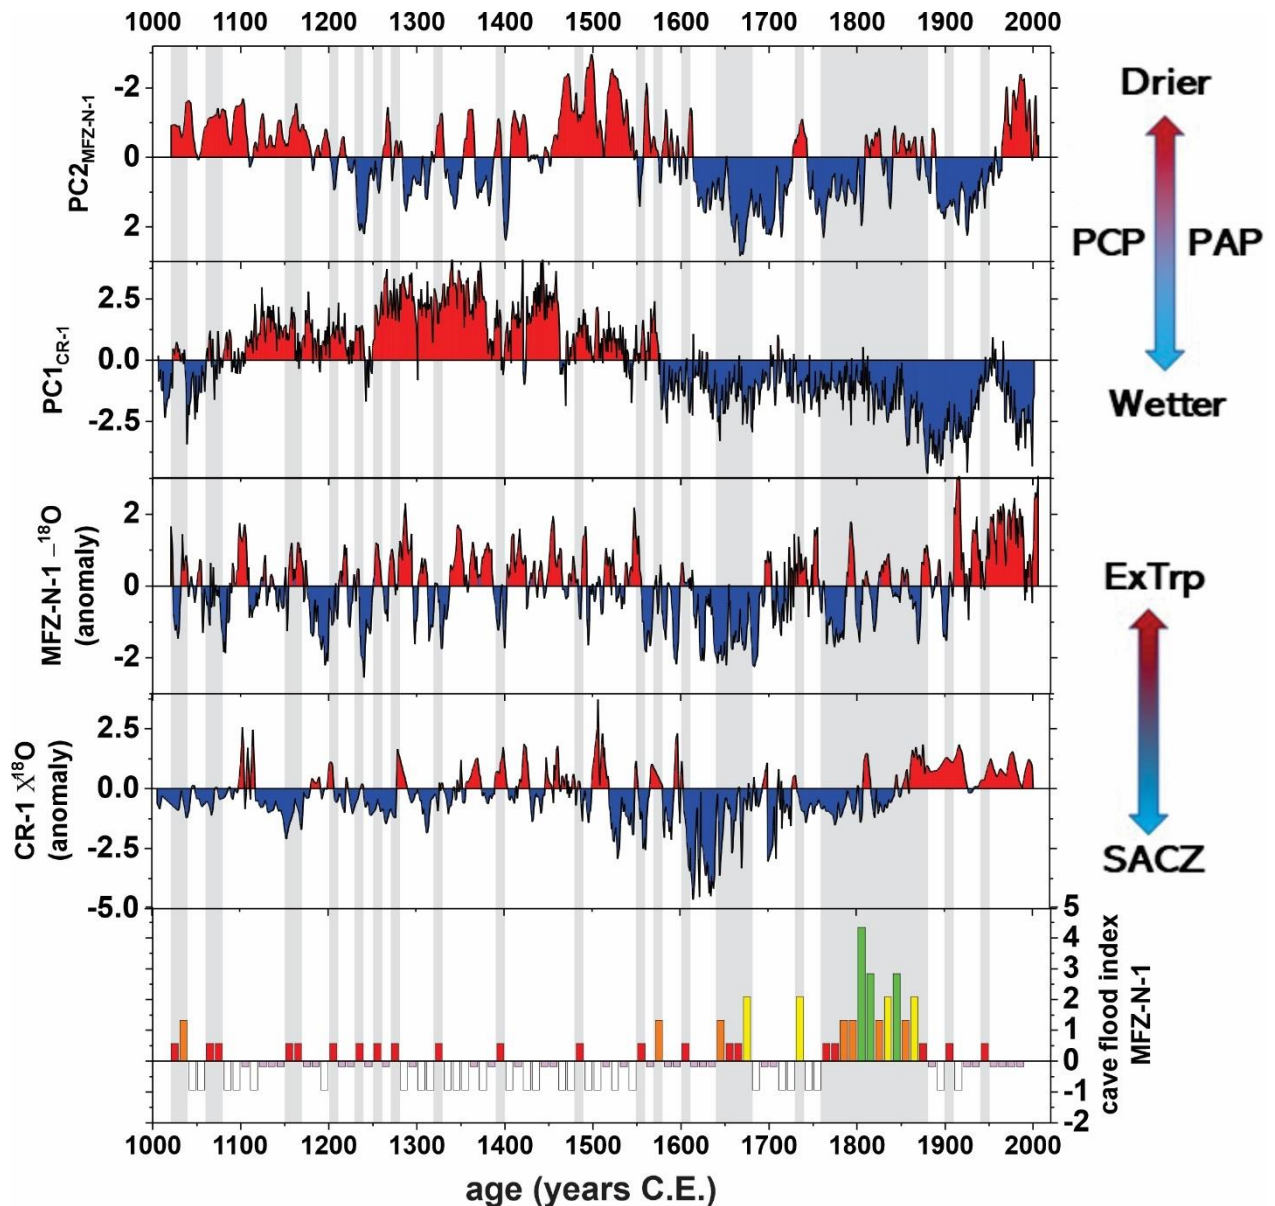 1000 1100 1200 1300 1400 1500 1600 1700 1800 1900 2000
-2
0
2
PC2MFZ-N-1
2.5
0.0
-2.5
PC1CR-1
2
0
-2
MFZ-N-1 –18O
(anomaly)
2.5
0.0
-2.5
-5.0
CR-1 X18O
(anomaly)
5
4
3
2
1
0
-1
-2
cave flood index
MFZ-N-1
1000 1100 1200 1300 1400 1500 1600 1700 1800 1900 2000
age (years C.E.)
Drier
PCP PAP
Wetter
ExTrp
SACZ